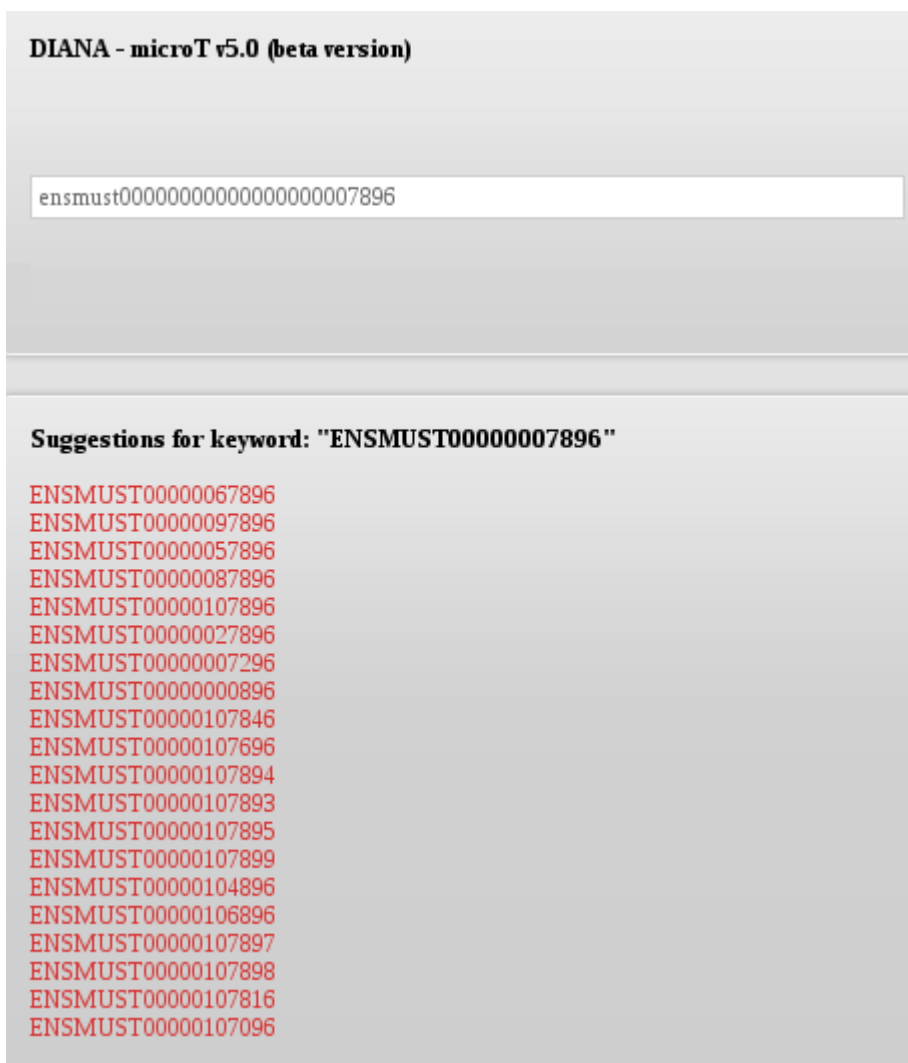 DIANA - microT v5.0 (beta version)
ensmust00000000000000000007896
Suggestions for keyword: "ENSMUST00000007896"
ENSMUST00000067896
ENSMUST00000097896
ENSMUST00000057896
ENSMUST00000087896
ENSMUST00000107896
ENSMUST00000027896
ENSMUST00000007296
ENSMUST00000000896
ENSMUST00000107846
ENSMUST00000107696
ENSMUST00000107894
ENSMUST00000107893
ENSMUST00000107895
ENSMUST00000107899
ENSMUST00000104896
ENSMUST00000106896
ENSMUST00000107897
ENSMUST00000107898
ENSMUST00000107816
ENSMUST00000107096